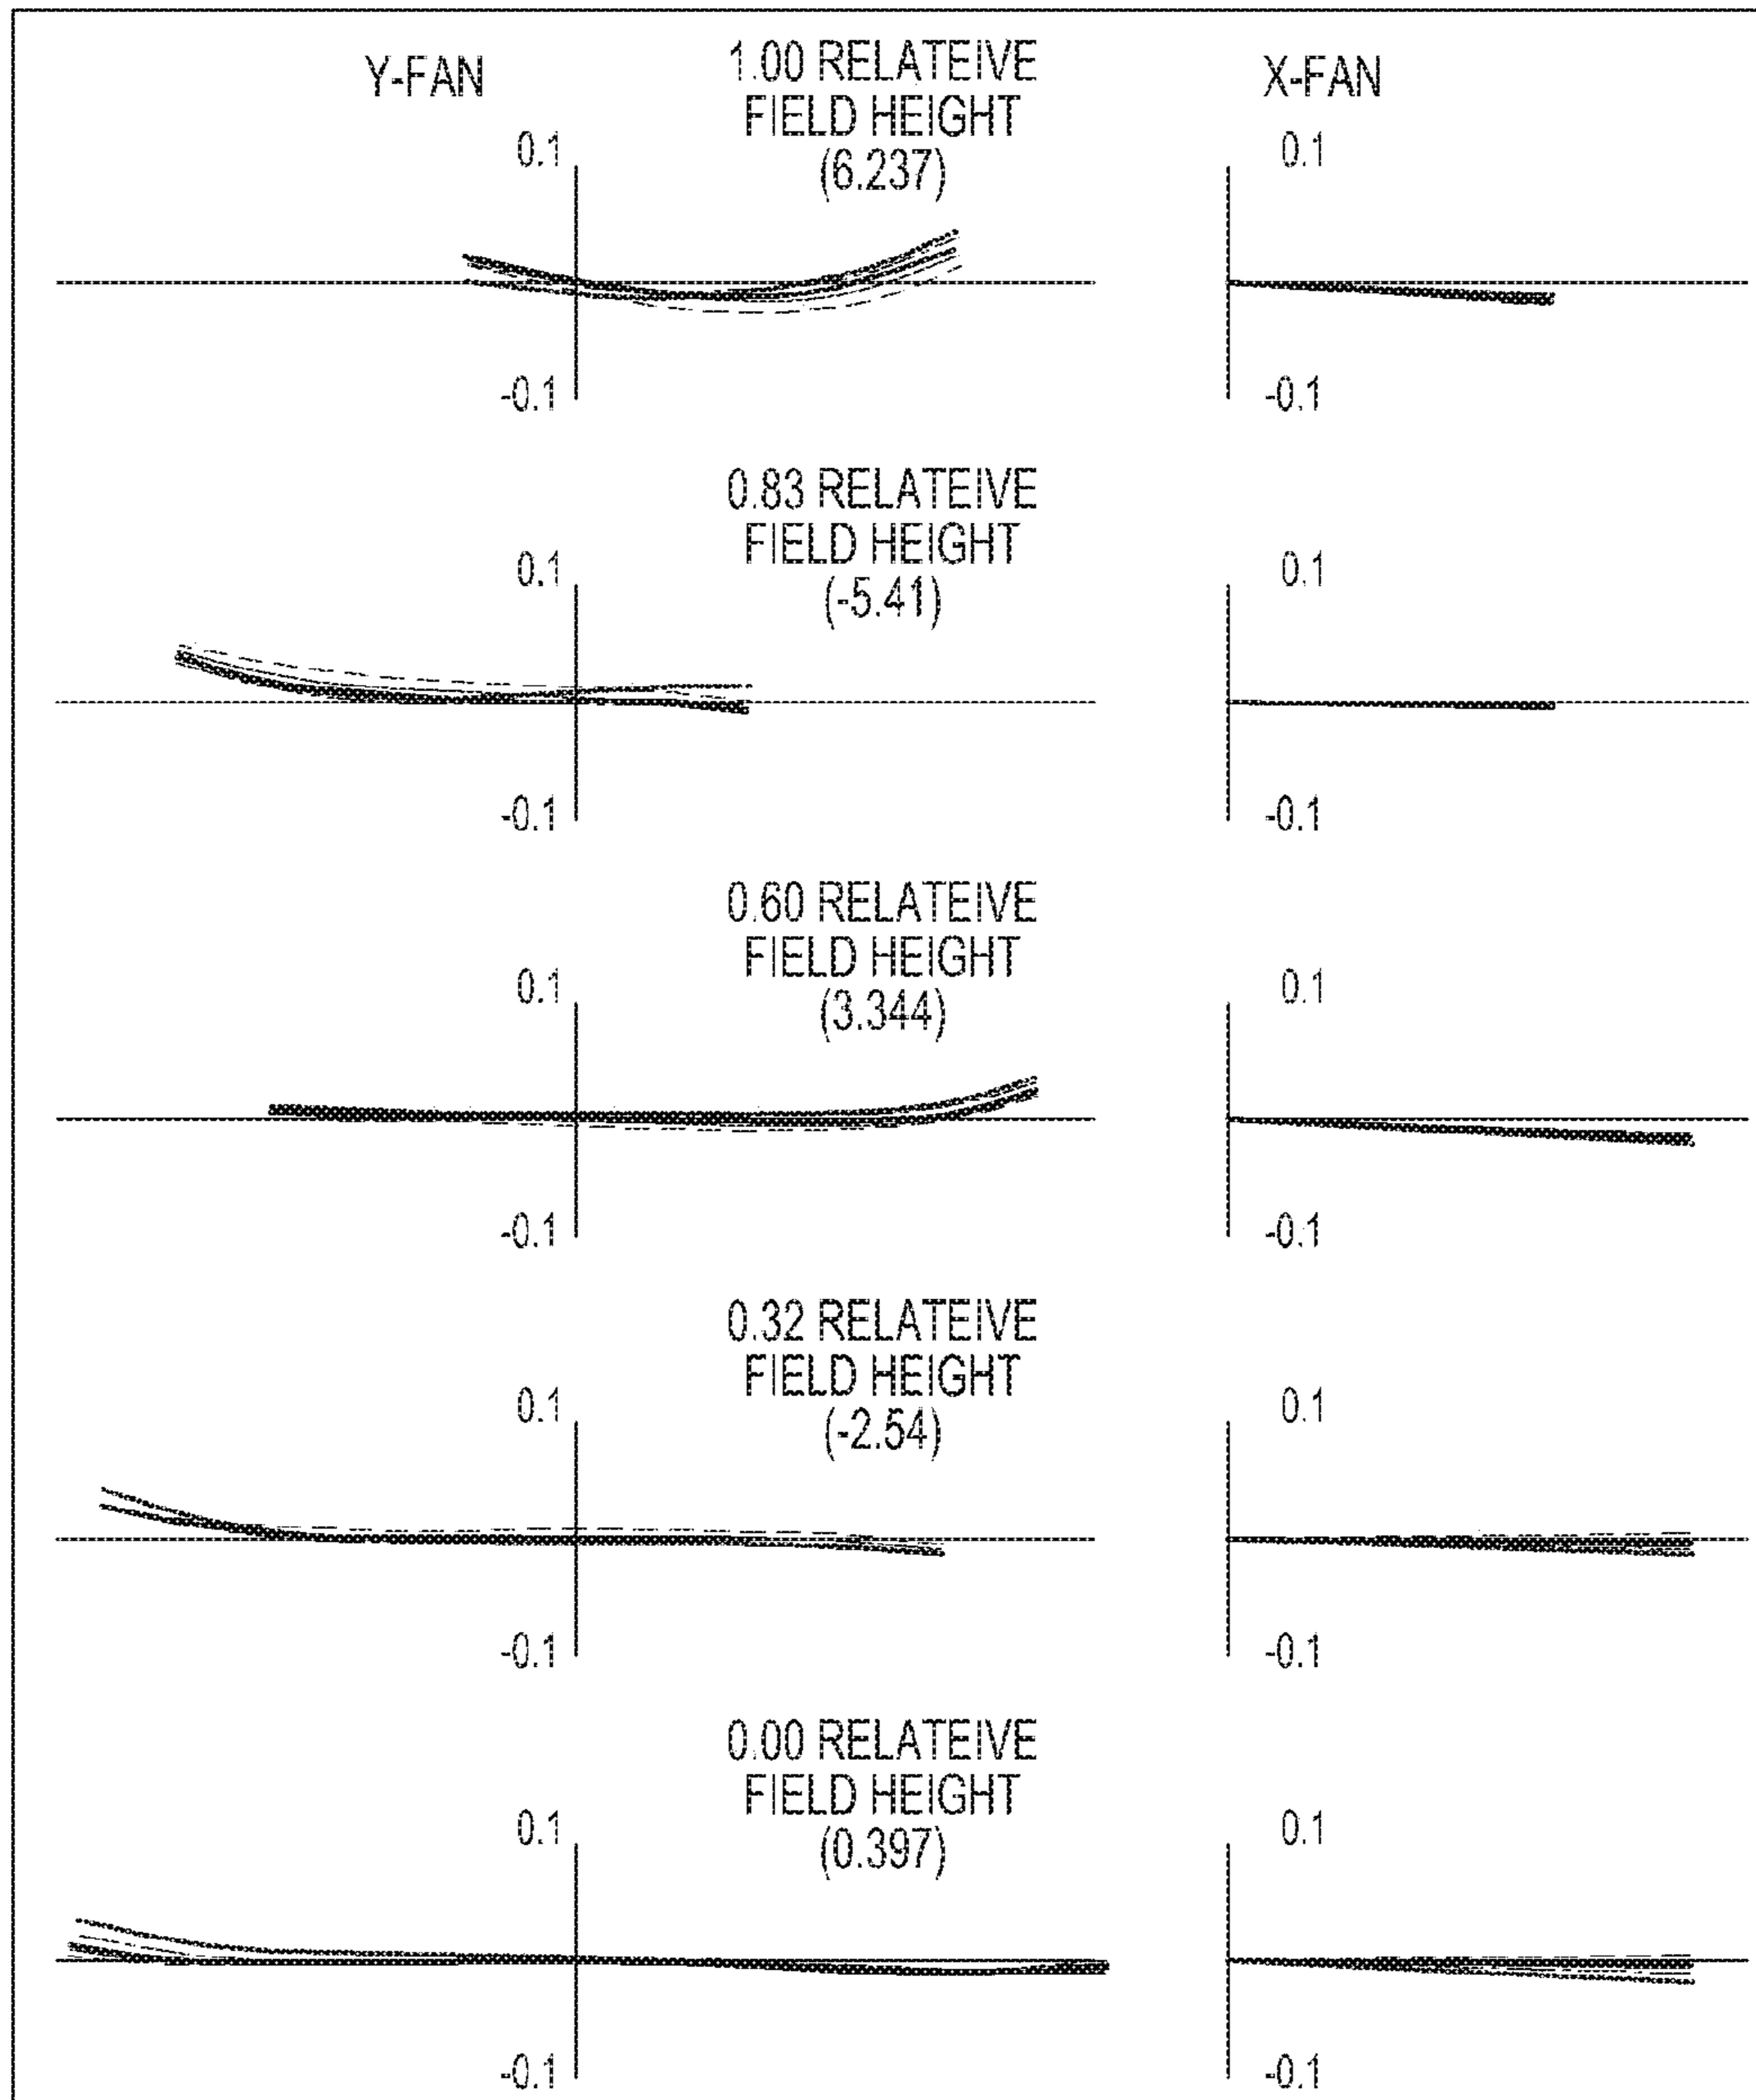 Y-FAN
1.00 RELATEIVE
FIELD HEIGHT
(6.237)
X-FAN
0.1
0.1
-0.1
-0.1
0.83 RELATEIVE
FIELD HEIGHT
(-5.41)
0.1
0.1
-0.1
-0.1
0.60 RELATEIVE
FIELD HEIGHT
(3.344)
0.1
0.1
-0.1
-0.1
0.32 RELATEIVE
FIELD HEIGHT
(-2.54)
0.1
0.1
-0.1
-0.1
0.00 RELATEIVE
FIELD HEIGHT
(0.397)
0.1
0.1
-0.1
-0.1